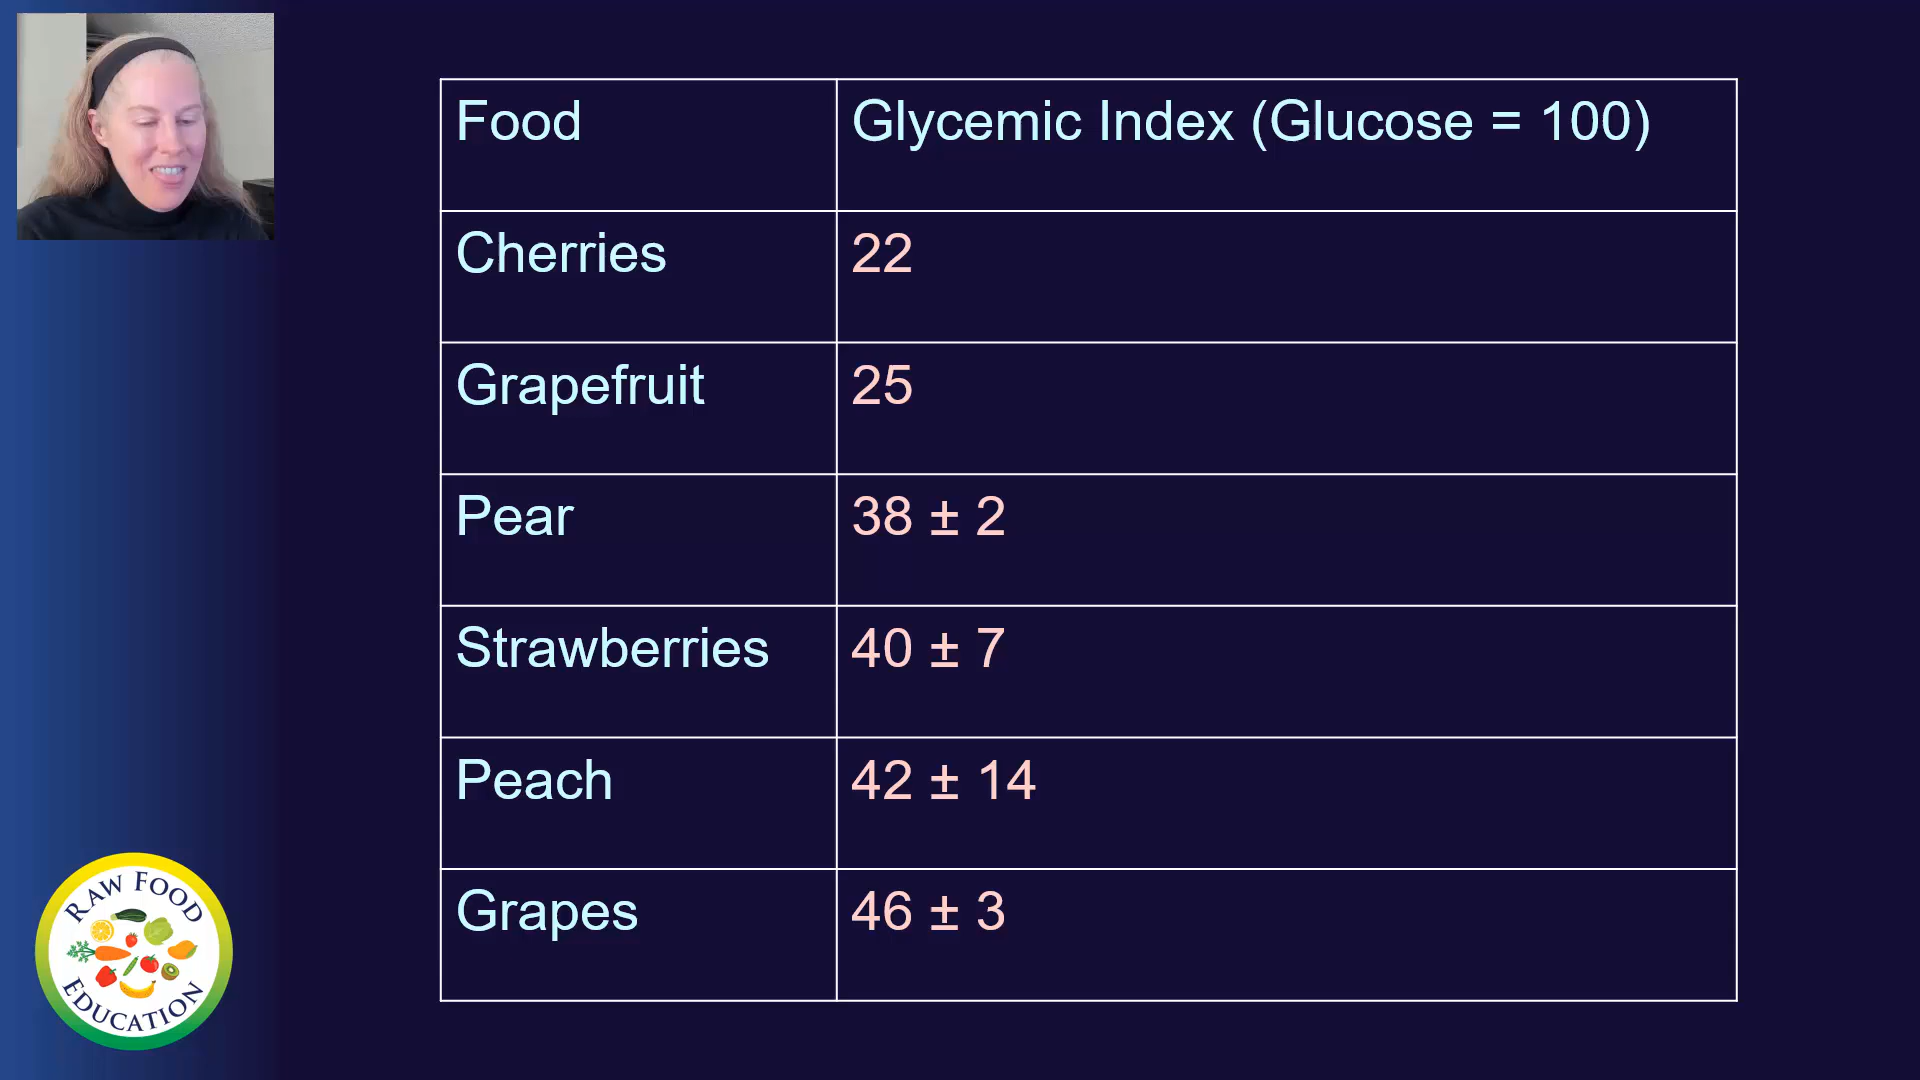 Food
Glycemic Index (Glucose = 100)
Cherries
22
Grapefruit
25
Pear
38 ± 2
Strawberries
40 ± 7
Peach
42 ± 14
Grapes
46 ± 3
RAW FOOD
EDUCATION